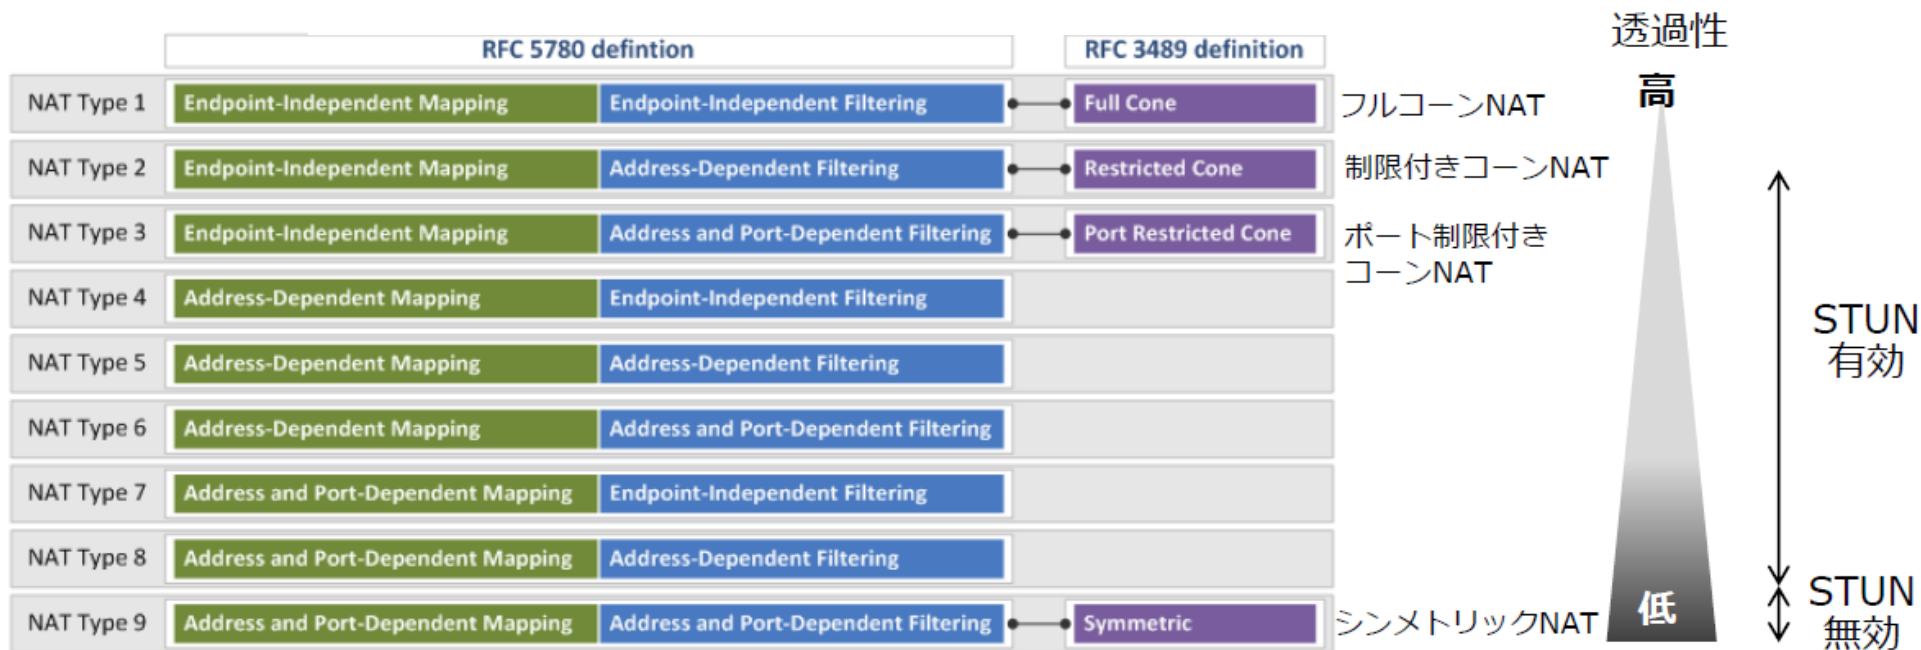 透過性
RFC 5780 defintion RFC 3489 definition
高
NAT Type 1 Endpoint-Independent Mapping Endpoint-Independent Filtering Full Cone フルコーンNAT
NAT Type 2 Endpoint-Independent Mapping Address-Dependent Filtering Restricted Cone 制限付きコーンNAT
NAT Type 3 Endpoint-Independent Mapping Address and Port-Dependent Filtering Port Restricted Cone ポート制限付き
コーンNAT
NAT Type 4 Address-Dependent Mapping Endpoint-Independent Filtering
STUN
有効
NAT Type 5 Address-Dependent Mapping Address-Dependent Filtering
NAT Type 6 Address-Dependent Mapping Address and Port-Dependent Filtering
NAT Type 7 Address and Port-Dependent Mapping Endpoint-Independent Filtering
NAT Type 8 Address and Port-Dependent Mapping Address-Dependent Filtering
NAT Type 9 Address and Port-Dependent Mapping Address and Port-Dependent Filtering Symmetric シンメトリックNAT
低
STUN
無効